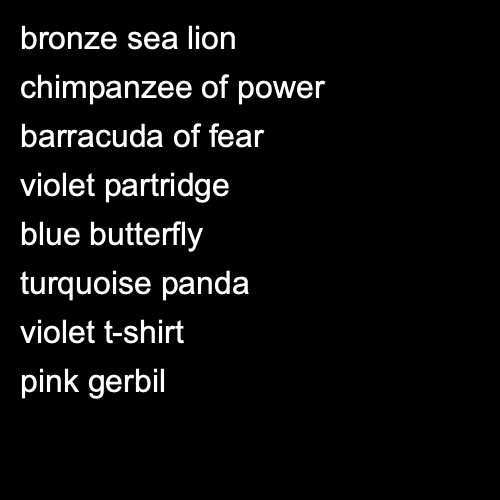 bronze sea lion
chimpanzee of power
barracuda of fear
violet partridge
blue butterfly
turquoise panda
violet t-shirt
pink gerbil